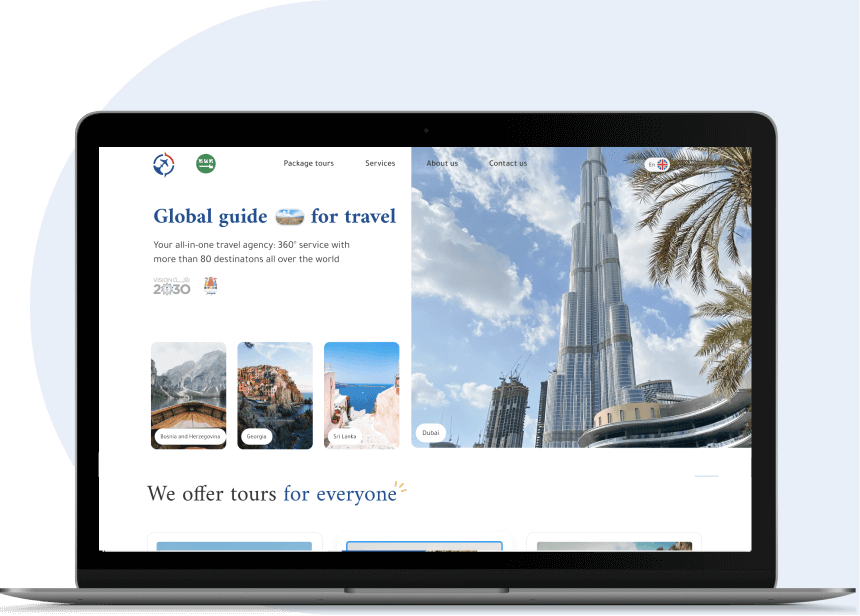 Package tours
Services
About us
Contact us
En
Global guide for travel
Your all-in-one travel agency: 360° service with
more than 80 destinatons all over the world
VISION
2030
Bosnia and Herzegovina
Georgia
Sri Lanka
Dubai
We offer tours for everyone